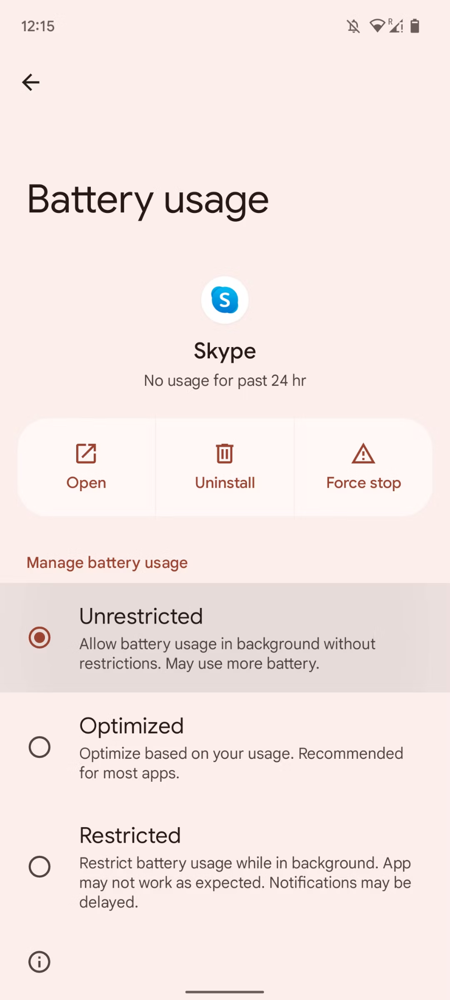 12:15
R
Battery usage
S
Skype
No usage for past 24 hr
Open
Uninstall
Force stop
Manage battery usage
Unrestricted
Allow battery usage in background without
restrictions. May use more battery.
Optimized
Optimize based on your usage. Recommended
for most apps.
Restricted
Restrict battery usage while in background. App
may not work as expected. Notifications may be
delayed.